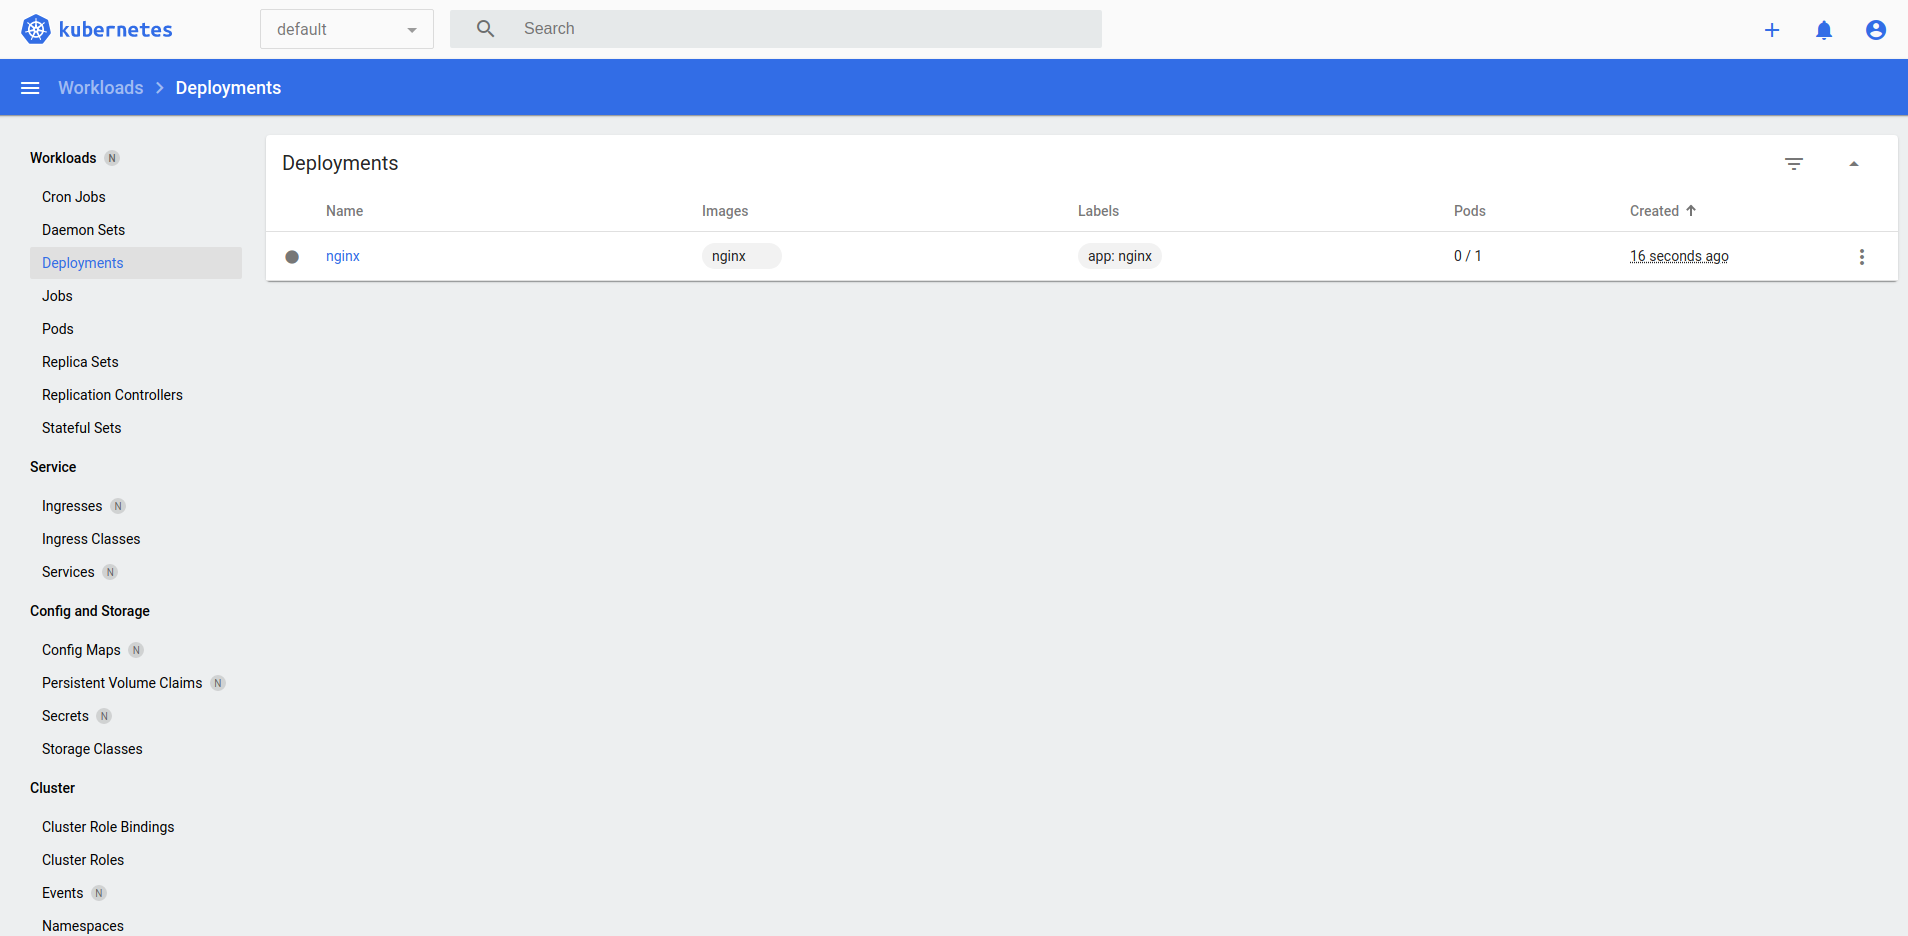 kubernetes
default
Search
Workloads > Deployments
Workloads N
Cron Jobs
Daemon Sets
Deployments
Jobs
Pods
Replica Sets
Replication Controllers
Stateful Sets
Service
Ingresses N
Ingress Classes
Services N
Config and Storage
Config Maps N
Persistent Volume Claims N
Secrets N
Storage Classes
Cluster
Cluster Role Bindings
Cluster Roles
Events N
Namespaces
Deployments
Name Images Labels Pods Created
nginx nginx app: nginx 0 / 1 16 seconds ago